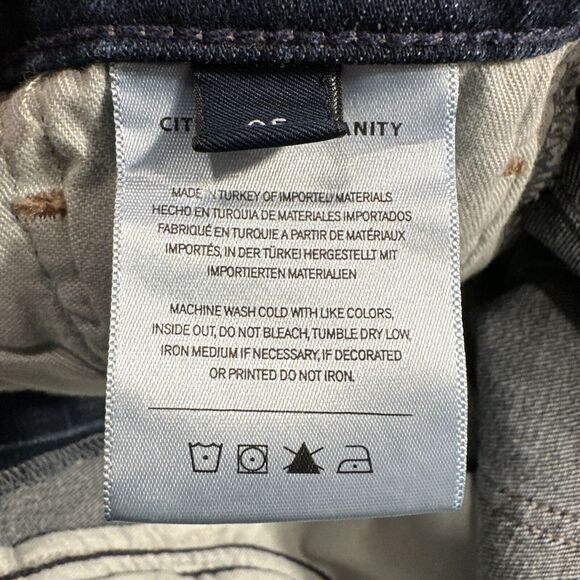 CIT ANITY
MADE IN TURKEY OF IMPORTED MATERIALS
HECHO EN TURQUIA DE MATERIALES IMPORTADOS
FABRIQUÉ EN TURQUIE A PARTIR DE MATÉRIAUX
IMPORTÉS, IN DER TÜRKEI HERGESTELLT MIT
IMPORTIERTEN MATERIALIEN
MACHINE WASH COLD WITH LIKE COLORS,
INSIDE OUT, DO NOT BLEACH, TUMBLE DRY LOW,
IRON MEDIUM IF NECESSARY, IF DECORATED
OR PRINTED DO NOT IRON.